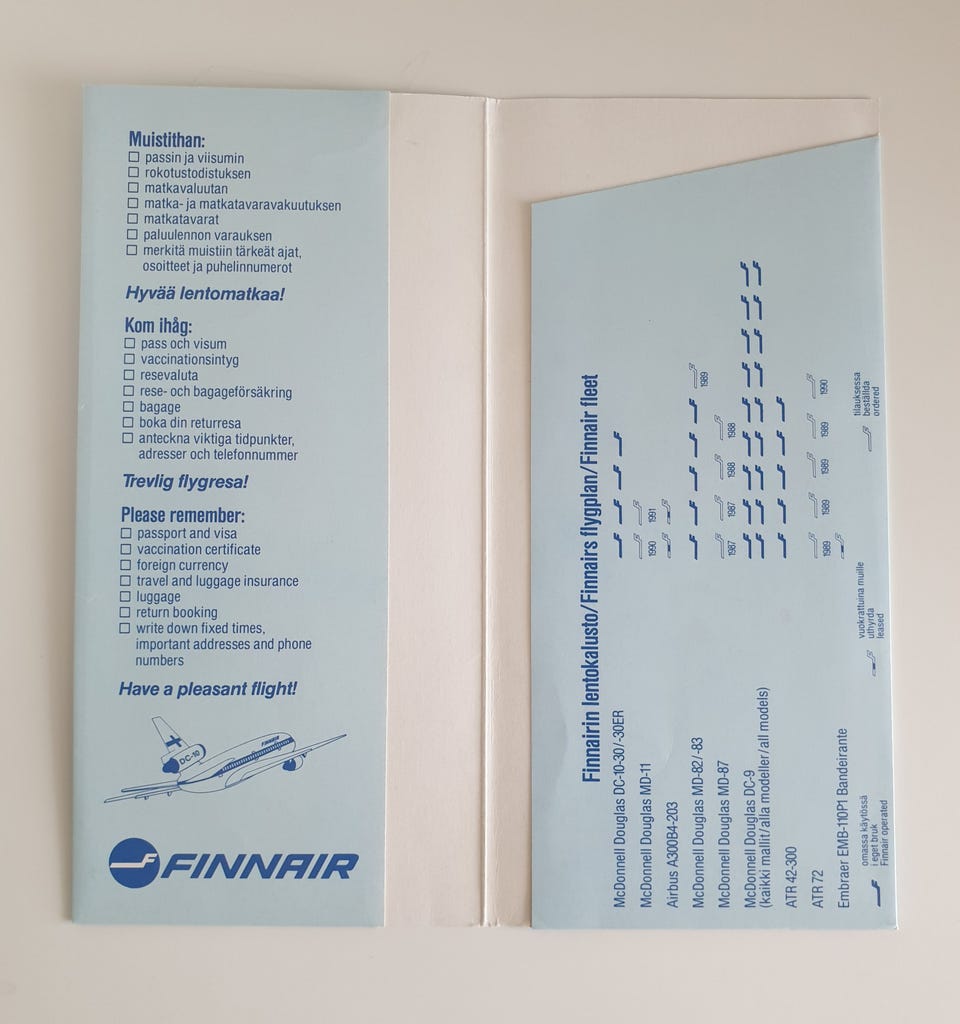 Muistithan:
passin ja viisumin
rokotustodistuksen
matkavaluutan
matka- ja matkatavaravakuutuksen
matkatavarat
paluulennon varauksen
merkitä muistiin tärkeät ajat,
osoitteet ja puhelinnumerot
Hyvää lentomatkaa!
Kom ihåg:
pass och visum
vaccinationsintyg
resevaluta
rese- och bagageförsäkring
bagage
boka din returresa
anteckna viktiga tidpunkter,
adresser och telefonnummer
Trevlig flygresa!
Please remember:
passport and visa
vaccination certificate
foreign currency
travel and luggage insurance
luggage
return booking
write down fixed times,
important addresses and phone
numbers
Have a pleasant flight!
FINNAIR
DC-10
FINNAIR
Finnairin lentokalusto/Finnairs flygplan/Finnair fleet
McDonnell Douglas DC-10-30/-30ER
McDonnell Douglas MD-11
1990 1991
Airbus A300B4-203
McDonnell Douglas MD-82/-83
1989
McDonnell Douglas MD-87
1987 1987 1988 1988
McDonnell Douglas DC-9
(kaikki mallit/alla modeller/all models)
ATR 42-300
ATR 72
1989 1989 1989 1989 1990
Embraer EMB-110P1 Bandeirante
omassa käytössä
i eget bruk
Finnair operated
vuokrattuina muille
uthyrda
leased
tilauksessa
beställda
ordered